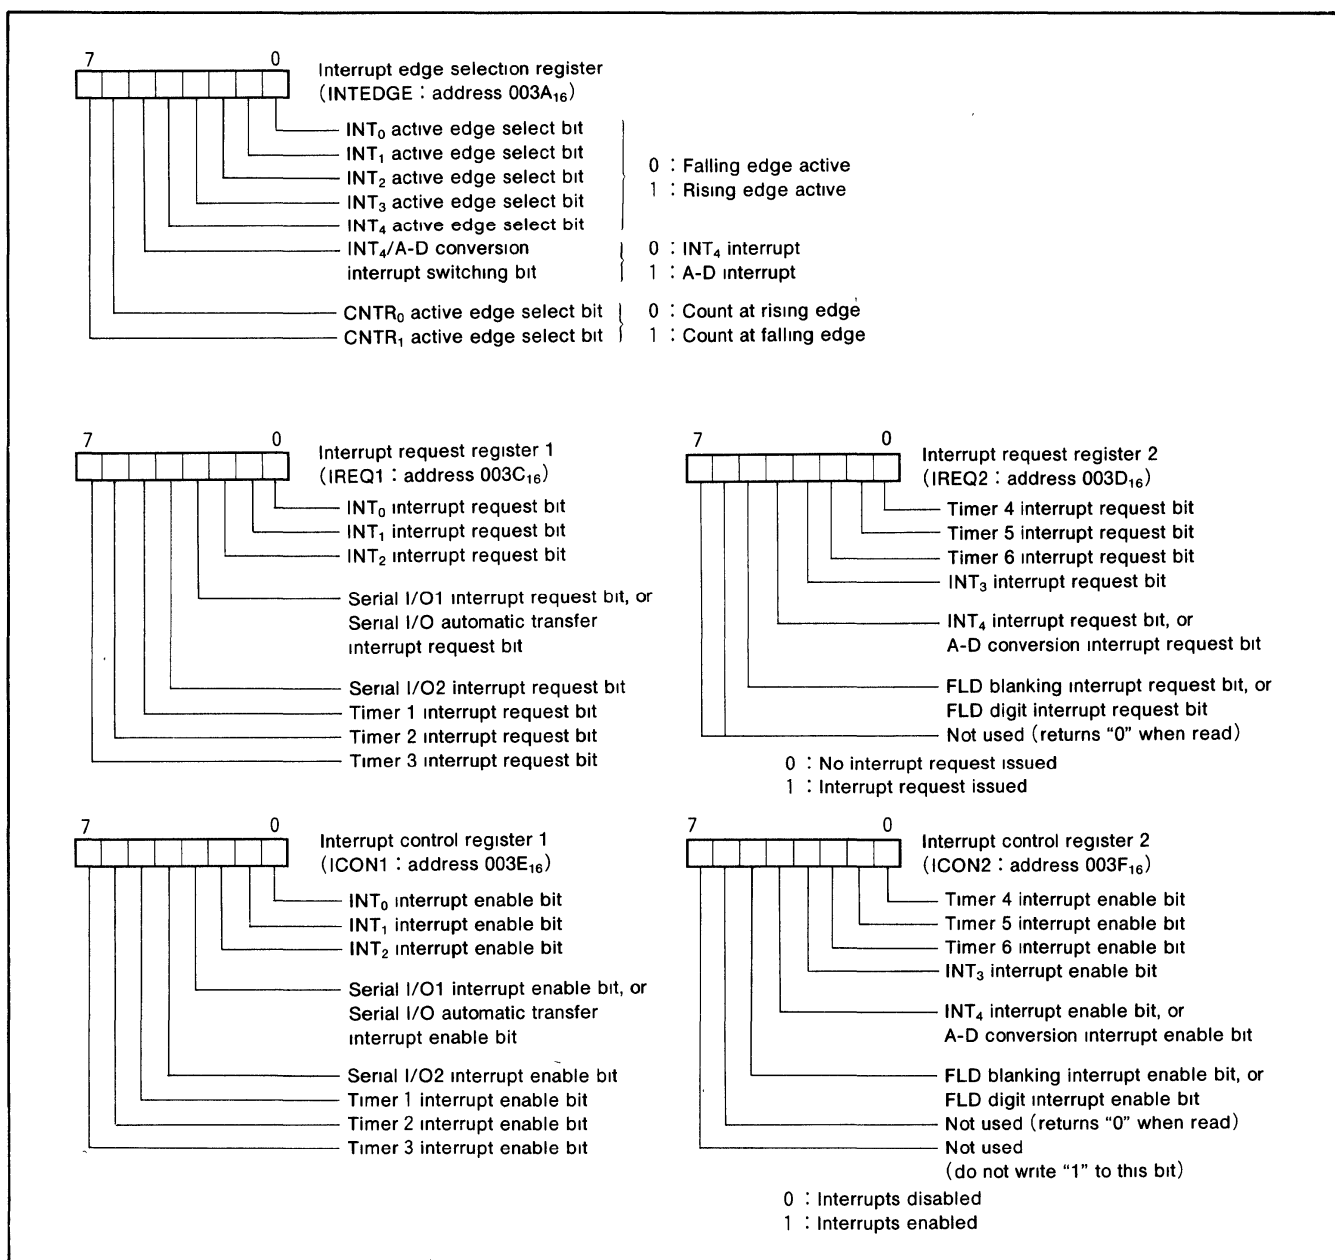 7 0
Interrupt edge selection register
(INTEDGE : address 003A₁₆)
INT₀ active edge select bit
INT₁ active edge select bit
INT₂ active edge select bit
INT₃ active edge select bit
INT₄ active edge select bit
0 : Falling edge active
1 : Rising edge active
INT₄/A-D conversion
interrupt switching bit
0 : INT₄ interrupt
1 : A-D interrupt
CNTR₀ active edge select bit
CNTR₁ active edge select bit
0 : Count at rising edge
1 : Count at falling edge
7 0
Interrupt request register 1
(IREQ1 : address 003C₁₆)
INT₀ interrupt request bit
INT₁ interrupt request bit
INT₂ interrupt request bit
Serial I/O1 interrupt request bit, or
Serial I/O automatic transfer
interrupt request bit
Serial I/O2 interrupt request bit
Timer 1 interrupt request bit
Timer 2 interrupt request bit
Timer 3 interrupt request bit
7 0
Interrupt request register 2
(IREQ2 : address 003D₁₆)
Timer 4 interrupt request bit
Timer 5 interrupt request bit
Timer 6 interrupt request bit
INT₃ interrupt request bit
INT₄ interrupt request bit, or
A-D conversion interrupt request bit
FLD blanking interrupt request bit, or
FLD digit interrupt request bit
Not used (returns “0” when read)
0 : No interrupt request issued
1 : Interrupt request issued
7 0
Interrupt control register 1
(ICON1 : address 003E₁₆)
INT₀ interrupt enable bit
INT₁ interrupt enable bit
INT₂ interrupt enable bit
Serial I/O1 interrupt enable bit, or
Serial I/O automatic transfer
interrupt enable bit
Serial I/O2 interrupt enable bit
Timer 1 interrupt enable bit
Timer 2 interrupt enable bit
Timer 3 interrupt enable bit
7 0
Interrupt control register 2
(ICON2 : address 003F₁₆)
Timer 4 interrupt enable bit
Timer 5 interrupt enable bit
Timer 6 interrupt enable bit
INT₃ interrupt enable bit
INT₄ interrupt enable bit, or
A-D conversion interrupt enable bit
FLD blanking interrupt enable bit, or
FLD digit interrupt enable bit
Not used (returns “0” when read)
Not used
(do not write “1” to this bit)
0 : Interrupts disabled
1 : Interrupts enabled